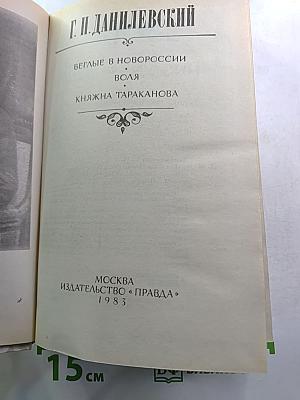 Г. П. ДАНИЛЕВСКИЙ
БЕГЛЫЕ В НОВОРОССИИ
•
ВОЛЯ
•
КНЯЖНА ТАРАКАНОВА
МОСКВА
ИЗДАТЕЛЬСТВО «ПРАВДА»
1983
15 см